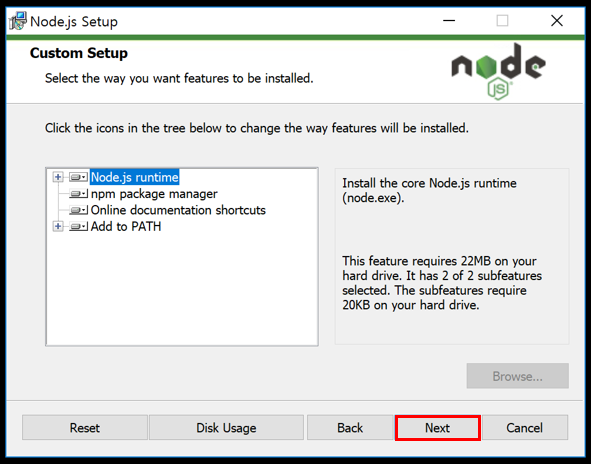 Node.js Setup
Custom Setup
Select the way you want features to be installed.
node
JS
Click the icons in the tree below to change the way features will be installed.
Node.js runtime
npm package manager
Online documentation shortcuts
Add to PATH
Install the core Node.js runtime
(node.exe).
This feature requires 22MB on your
hard drive. It has 2 of 2 subfeatures
selected. The subfeatures require
20KB on your hard drive.
Browse...
Reset
Disk Usage
Back
Next
Cancel